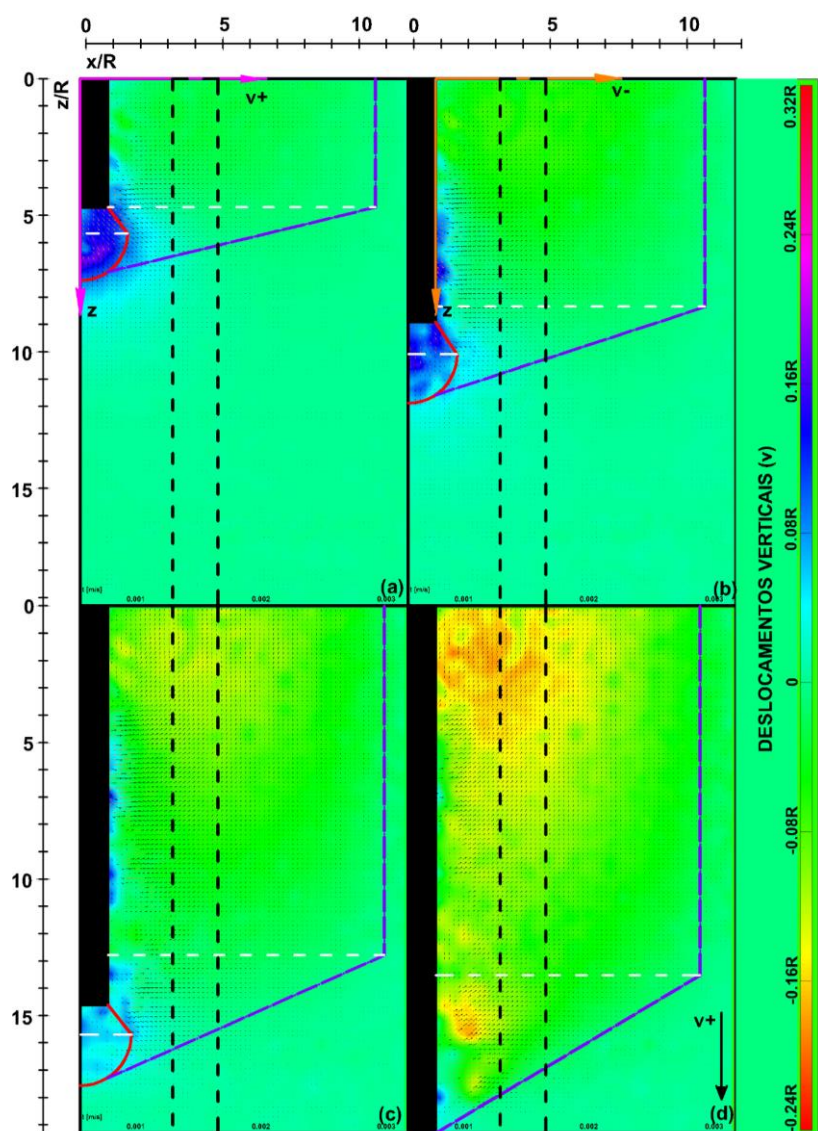 0 5 10 0 5 10
x/R
z/R
0
5
10
15
v+
z
I [m/s]
0.001 0.002 0.003
(a)
v-
z
0.001 0.002 0.003
(b)
0
5
10
15
0.001 0.002 0.003
(c)
v+
0.001 0.002 0.003
(d)
DESLOCAMENTOS VERTICAIS (v)
0.32R
0.24R
0.16R
0.08R
0
-0.08R
-0.16R
-0.24R